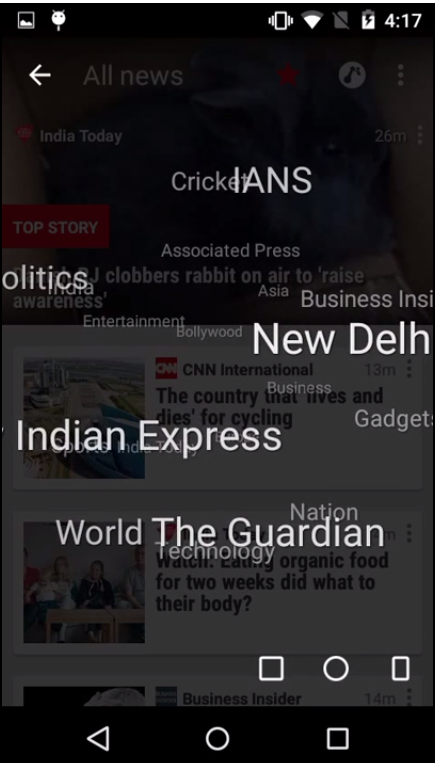 4:17
All news
India Today
26m
Cricket
IANS
TOP STORY
Associated Press
J clobbers rabbit on air to 'raise
awareness'
olitics
India
Asia
Business Insi
Entertainment
Bollywood
New Delh
CNN CNN International
13m
The country that 'lives and
dies' for cycling
Business
Gadgets
Indian Express
Sports
India Today
Nation
World
The Guardian
Technology
Watch: Eating organic food
for two weeks did what to
their body?
Business Insider
14m